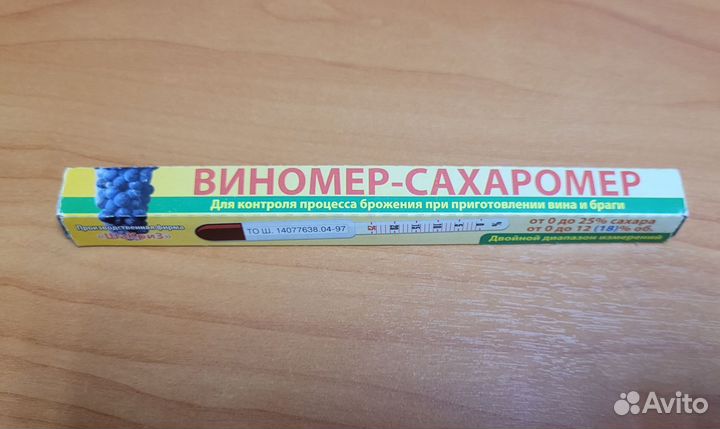 ВИНОМЕР-САХАРОМЕР
Для контроля процесса брожения при приготовлении вина и браги
Производственная фирма
ТО Ш. 14077638.04-97
от 0 до 25% сахара
от 0 до 12 (18)% об.
Двойной диапазон измерений
Avito